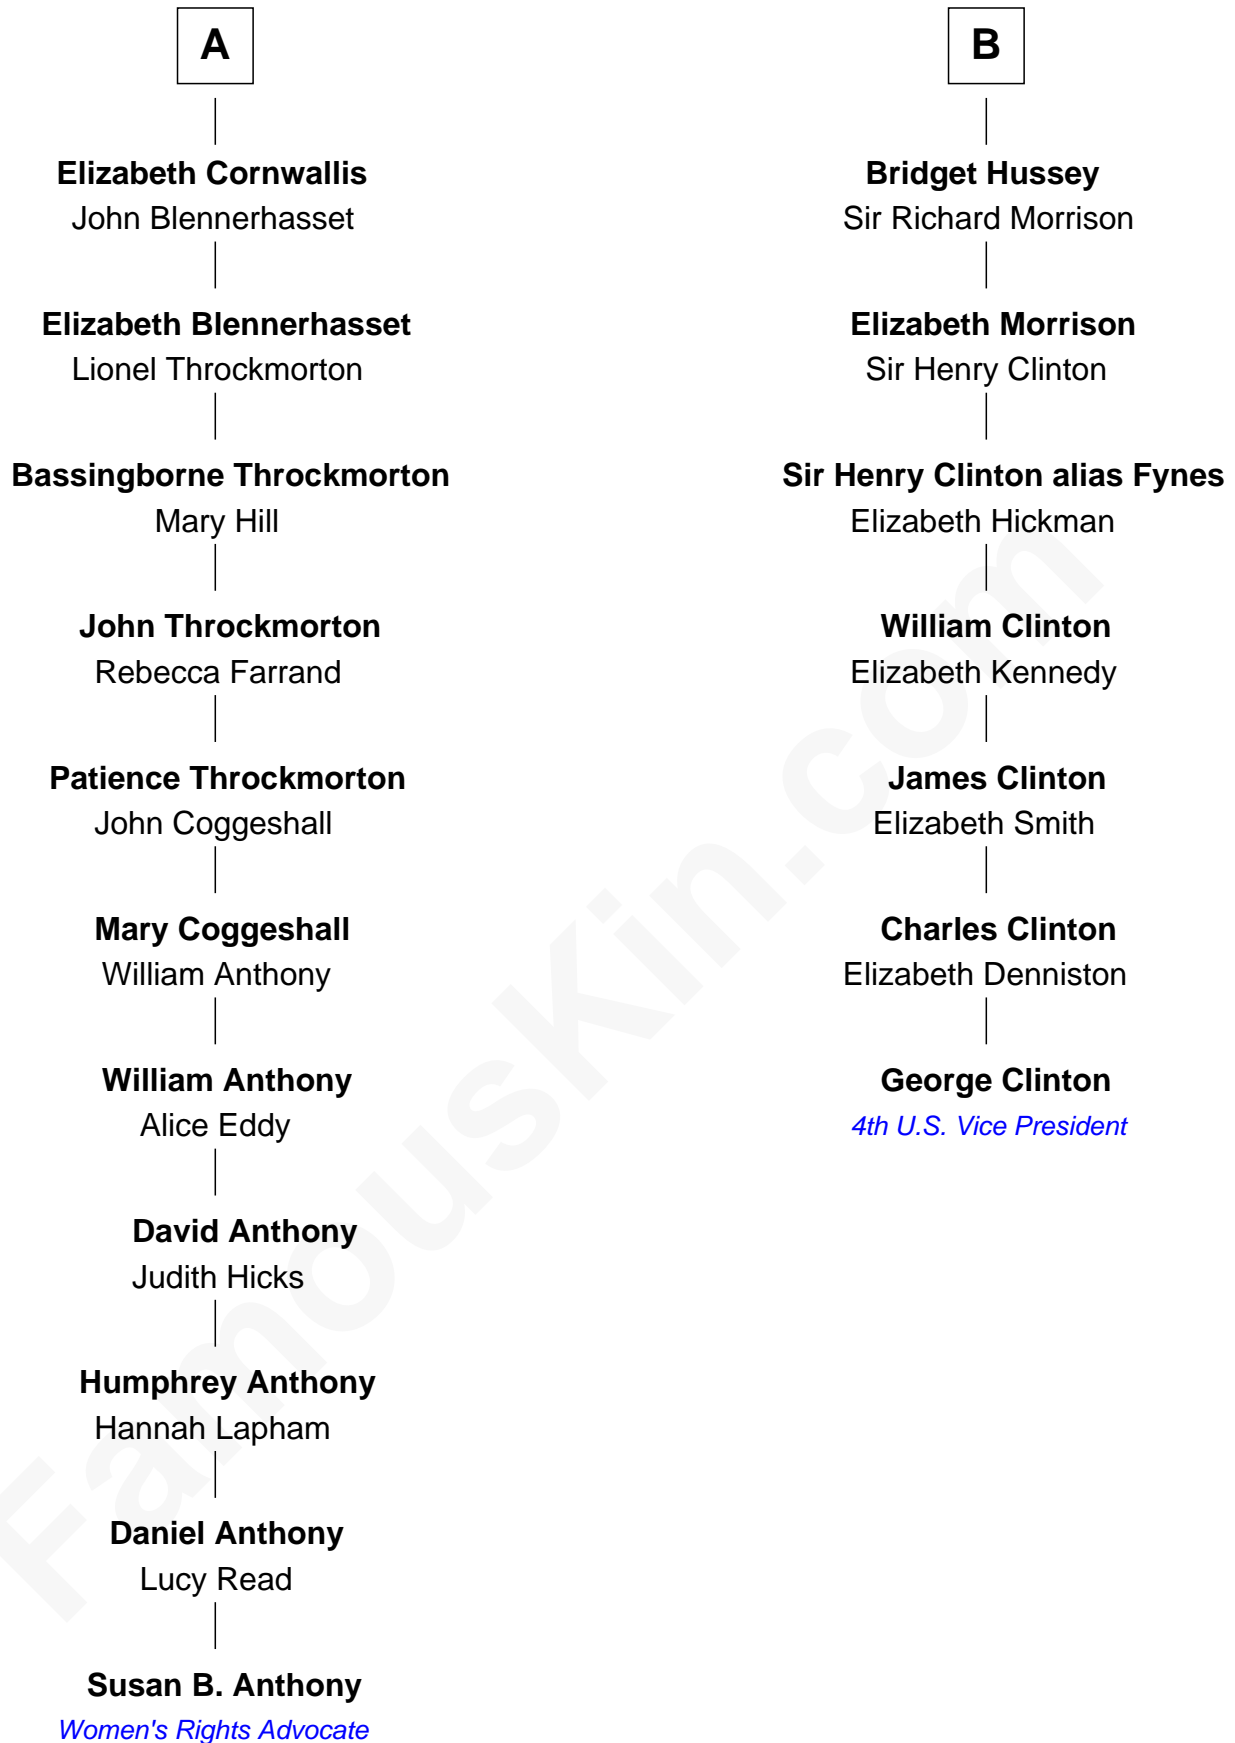 A
Elizabeth Cornwallis
John Blennerhasset
Elizabeth Blennerhasset
Lionel Throckmorton
Bassingborne Throckmorton
Mary Hill
John Throckmorton
Rebecca Farrand
Patience Throckmorton
John Coggeshall
Mary Coggeshall
William Anthony
William Anthony
Alice Eddy
David Anthony
Judith Hicks
Humphrey Anthony
Hannah Lapham
Daniel Anthony
Lucy Read
Susan B. Anthony
Women's Rights Advocate
B
Bridget Hussey
Sir Richard Morrison
Elizabeth Morrison
Sir Henry Clinton
Sir Henry Clinton alias Fynes
Elizabeth Hickman
William Clinton
Elizabeth Kennedy
James Clinton
Elizabeth Smith
Charles Clinton
Elizabeth Denniston
George Clinton
4th U.S. Vice President
FamousKin.com